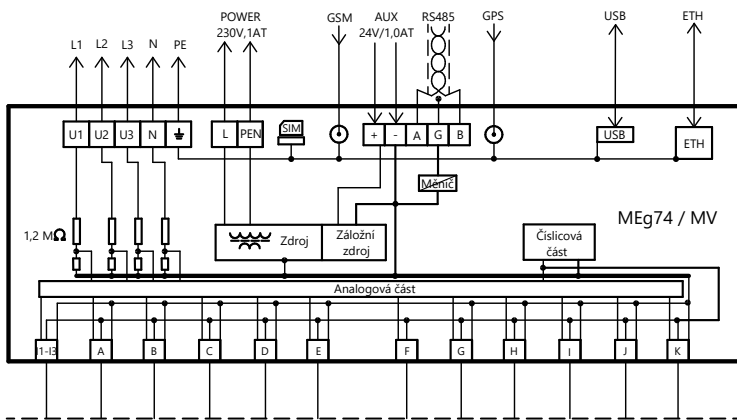 POWER GSM AUX RS485 GPS USB ETH
230V,1AT 24V/1,0AT
L1 L2 L3 N PE
U1 U2 U3 N L PEN SIM + - A G B USB ETH
Měnič
MEg74 / MV
1,2 MΩ
Zdroj
Záložní
zdroj
Číslicová
část
Analogová část
I1-I3 A B C D E F G H I J K